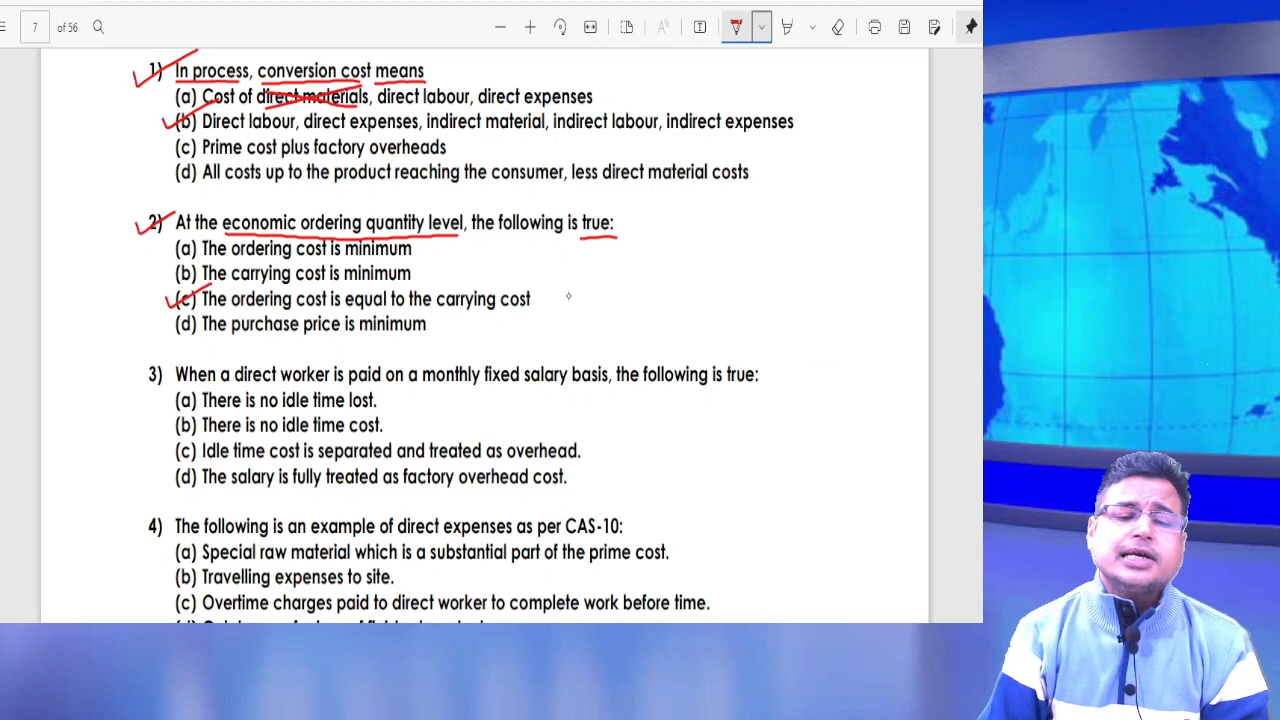 7 of 56
1) In process, conversion cost means
(a) Cost of direct materials, direct labour, direct expenses
(b) Direct labour, direct expenses, indirect material, indirect labour, indirect expenses
(c) Prime cost plus factory overheads
(d) All costs up to the product reaching the consumer, less direct material costs
2) At the economic ordering quantity level, the following is true:
(a) The ordering cost is minimum
(b) The carrying cost is minimum
(c) The ordering cost is equal to the carrying cost
(d) The purchase price is minimum
3) When a direct worker is paid on a monthly fixed salary basis, the following is true:
(a) There is no idle time lost.
(b) There is no idle time cost.
(c) Idle time cost is separated and treated as overhead.
(d) The salary is fully treated as factory overhead cost.
4) The following is an example of direct expenses as per CAS-10:
(a) Special raw material which is a substantial part of the prime cost.
(b) Travelling expenses to site.
(c) Overtime charges paid to direct worker to complete work before time.